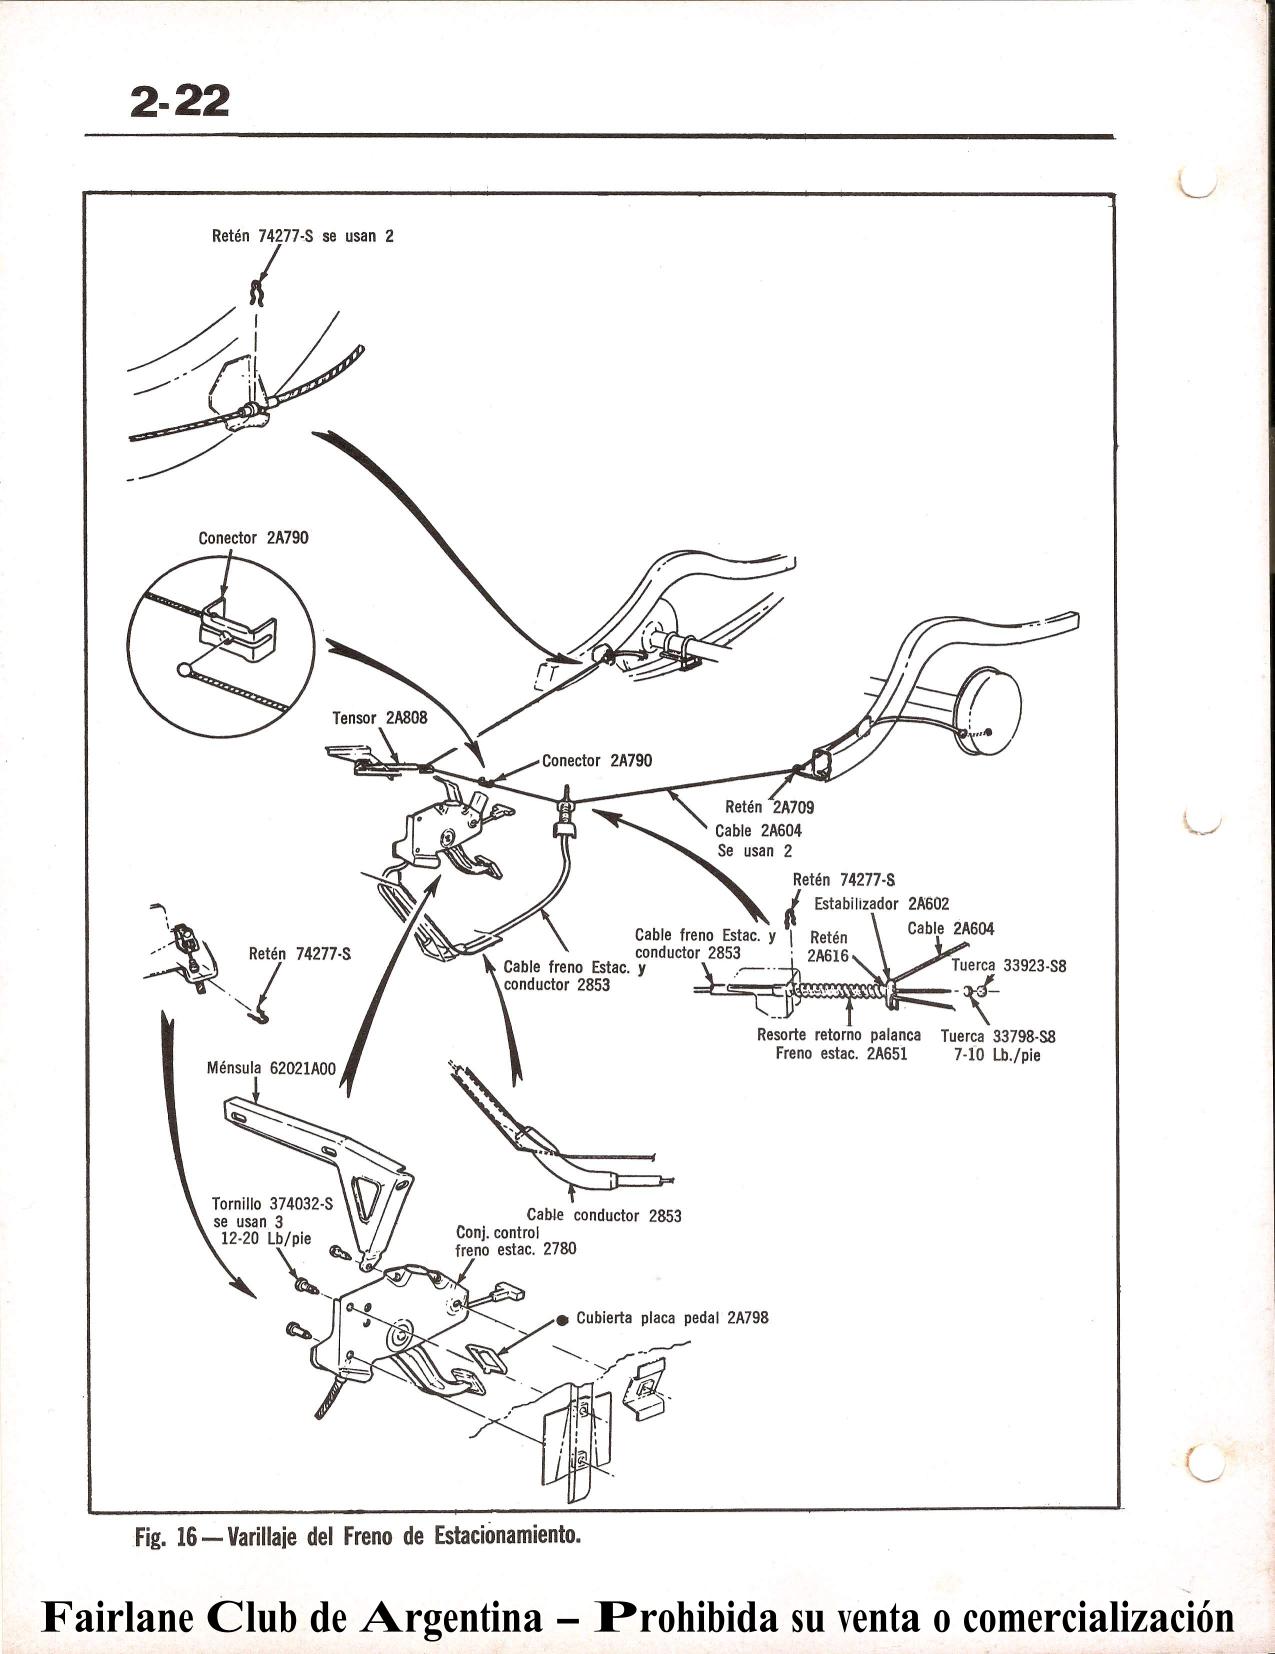 2-22
Retén 74277-S se usan 2
Conector 2A790
Tensor 2A808
Conector 2A790
Retén 2A709
Cable 2A604
Se usan 2
Retén 74277-S
Estabilizador 2A602
Cable 2A604
Cable freno Estac. y
conductor 2853
Retén
2A616
Tuerca 33923-S8
Retén 74277-S
Cable freno Estac. y
conductor 2853
Resorte retorno palanca
Freno estac. 2A651
Tuerca 33798-S8
7-10 Lb./pie
Ménsula 62021A00
Tornillo 374032-S
se usan 3
12-20 Lb/pie
Cable conductor 2853
Conj. control
freno estac. 2780
● Cubierta placa pedal 2A798
Fig. 16 — Varillaje del Freno de Estacionamiento.
Fairlane Club de Argentina – Prohibida su venta o comercialización